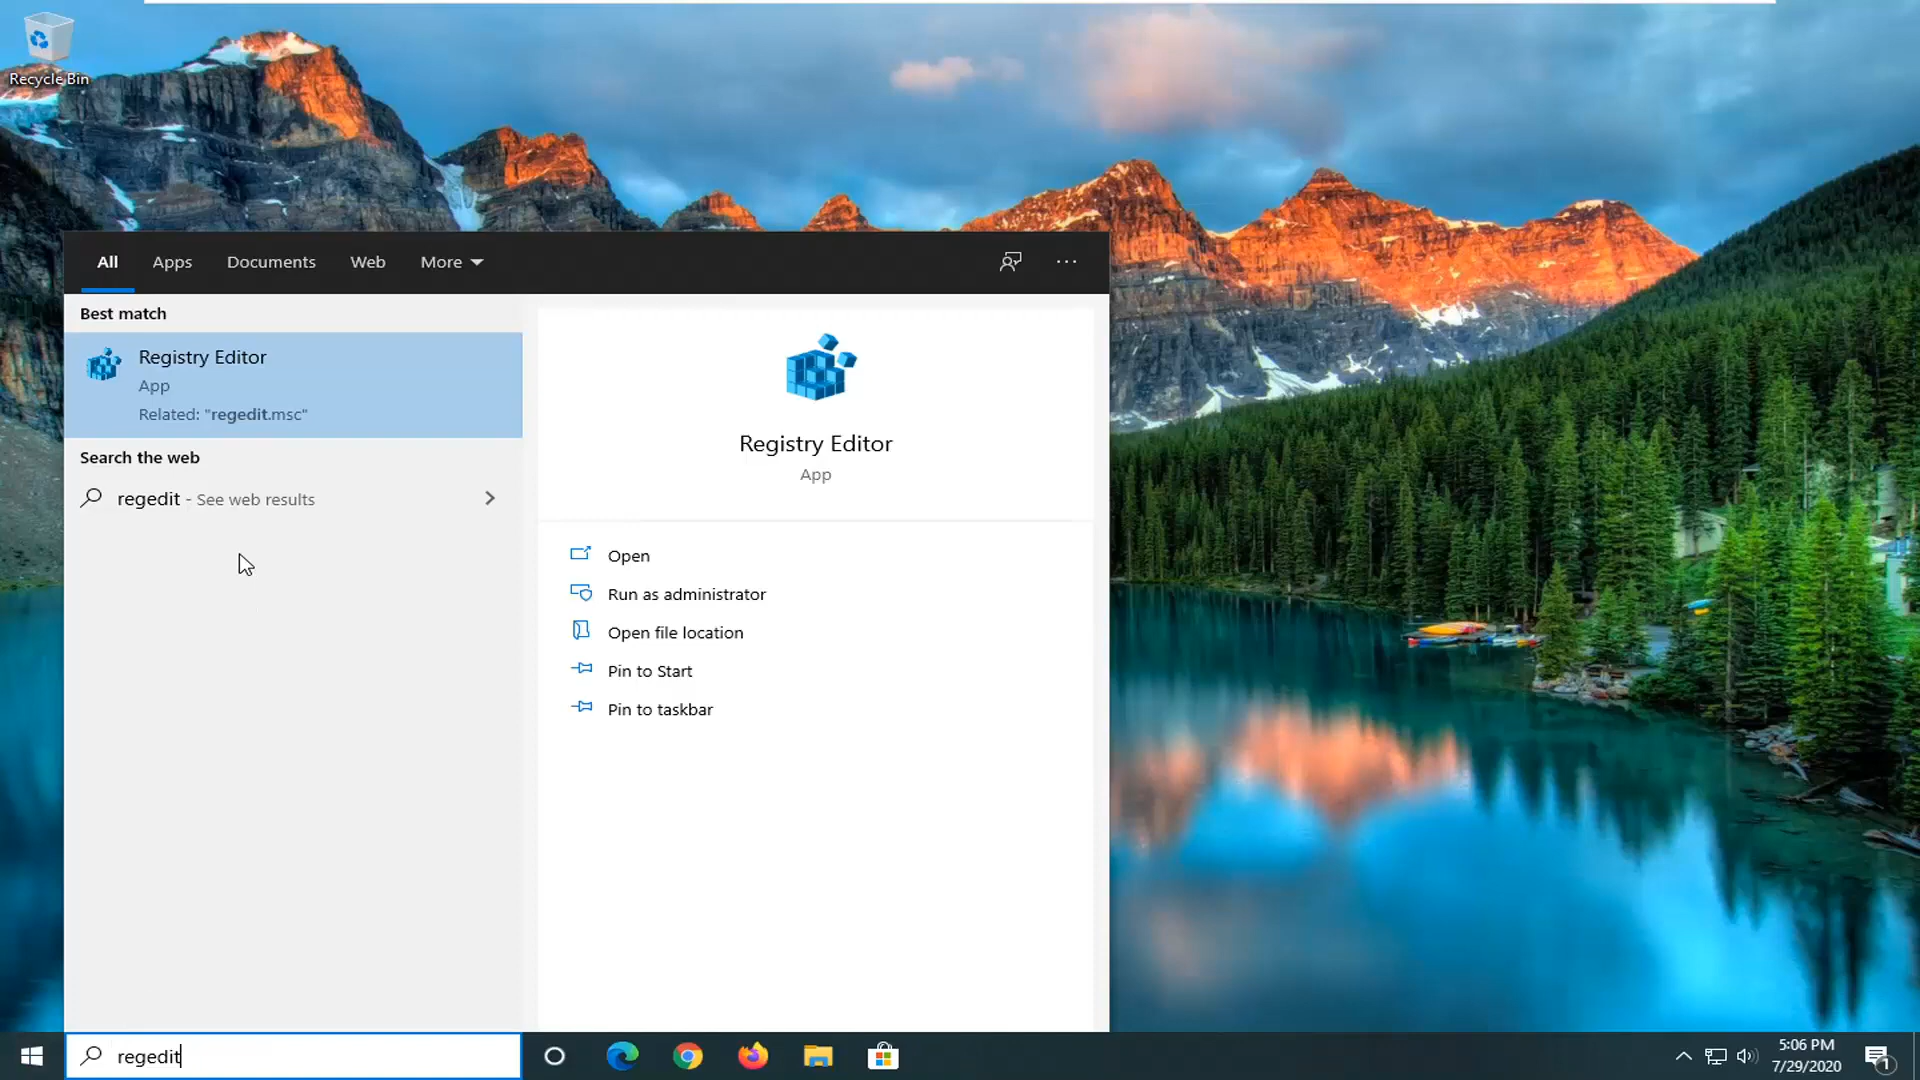 Recycle Bin
All
Apps
Documents
Web
More
Best match
Registry Editor
App
Related: "regedit.msc"
Search the web
regedit - See web results
Registry Editor
App
Open
Run as administrator
Open file location
Pin to Start
Pin to taskbar
regedit
5:06 PM
7/29/2020
1